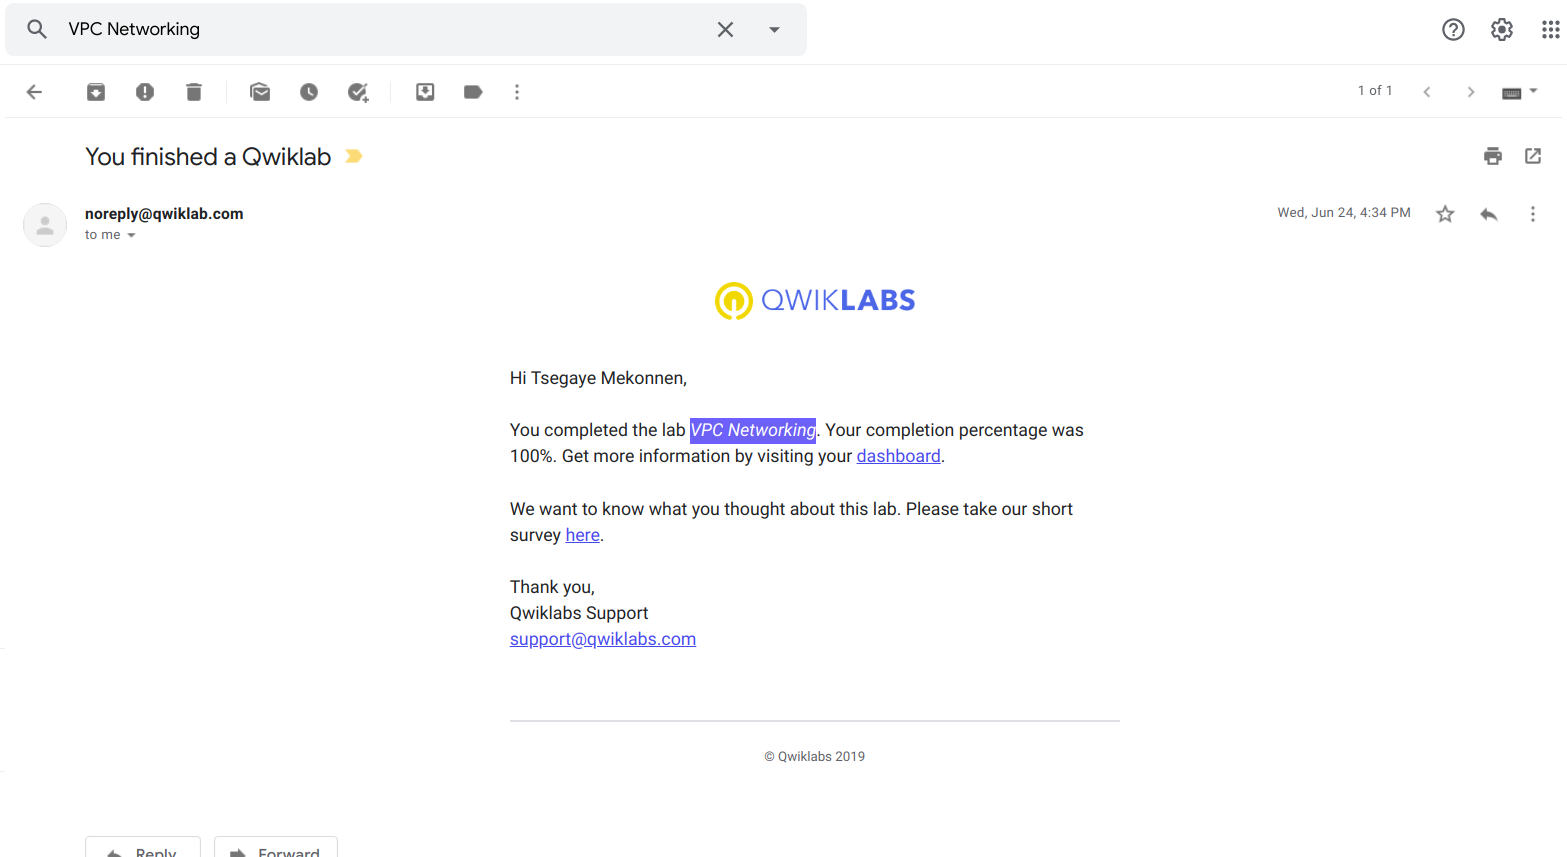 VPC Networking
1 of 1
You finished a Qwiklab
noreply@qwiklab.com
Wed, Jun 24, 4:34 PM
to me
QWIKLABS
Hi Tsegaye Mekonnen,
You completed the lab VPC Networking. Your completion percentage was
100%. Get more information by visiting your dashboard.
We want to know what you thought about this lab. Please take our short
survey here.
Thank you,
Qwiklabs Support
support@qwiklabs.com
© Qwiklabs 2019
Reply
Forward